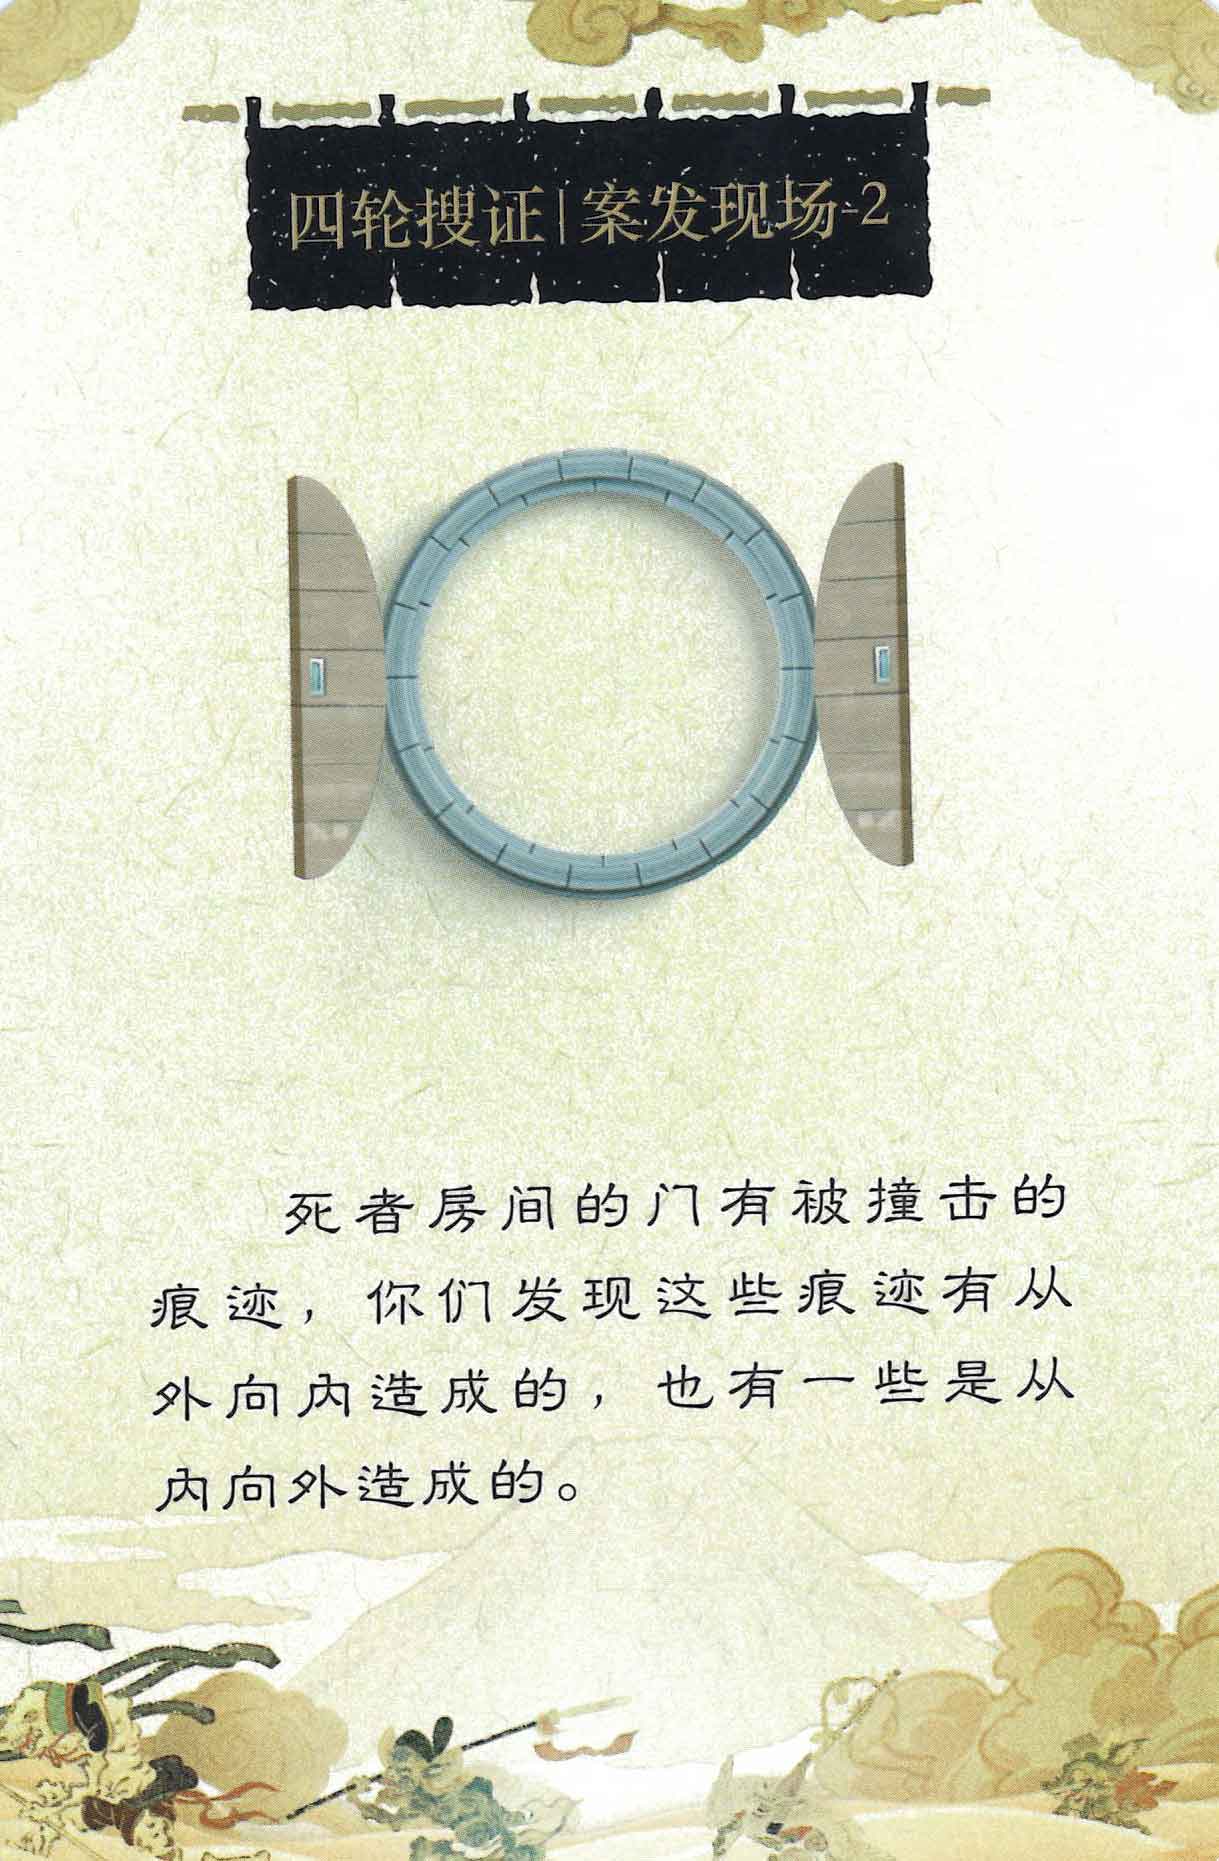 四轮搜证|案发现场-2
死者房间的门有被撞击的
痕迹，你们发现这些痕迹有从
外向内造成的，也有一些是从
内向外造成的。